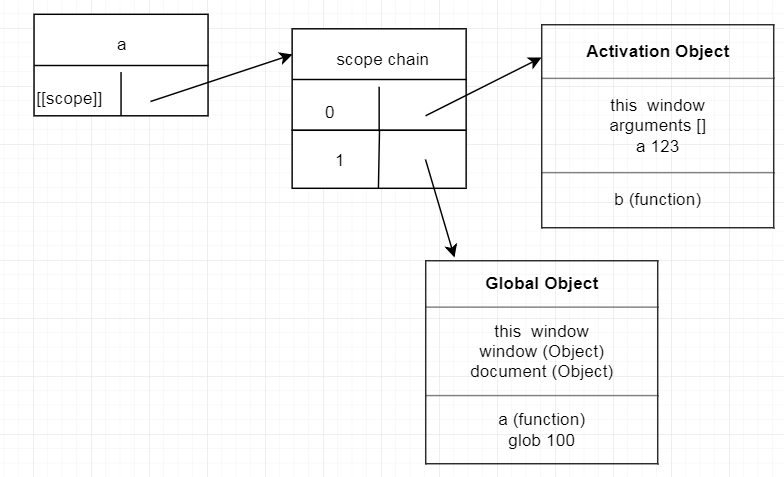 a
[[scope]]
scope chain
0
1
Activation Object
this window
arguments []
a 123
b (function)
Global Object
this window
window (Object)
document (Object)
a (function)
glob 100